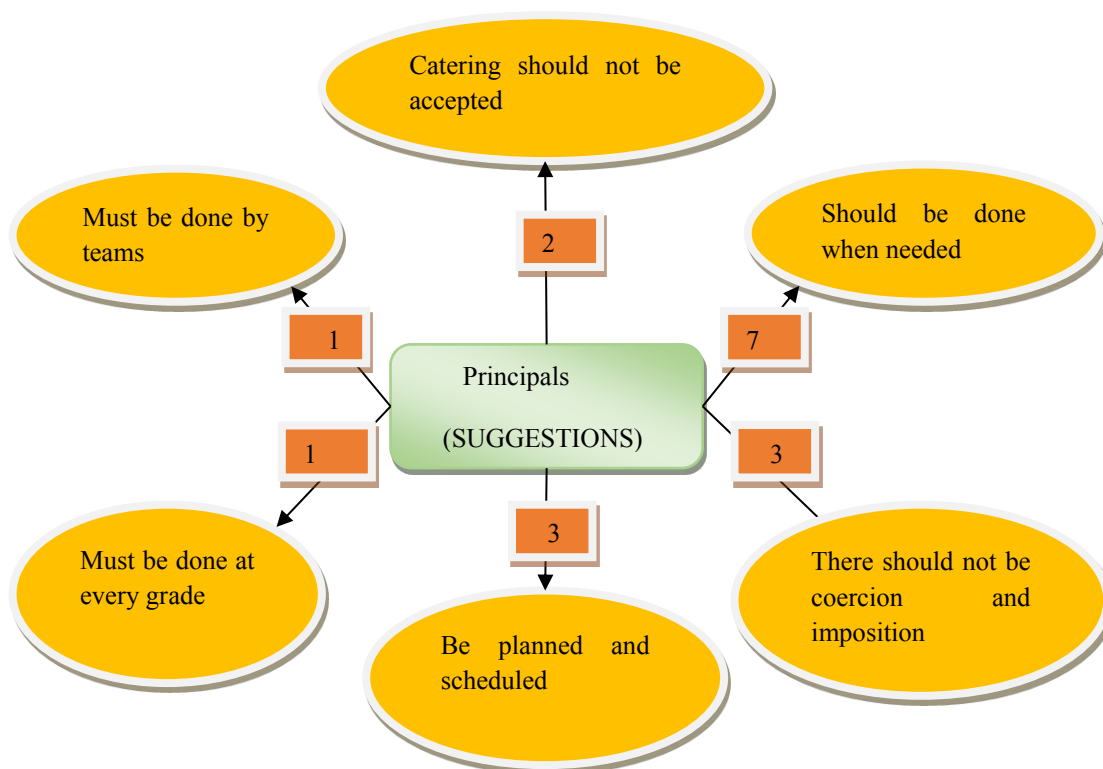 Catering should not be
accepted
Must be done by
teams
Should be done
when needed
2
1
7
Principals
(SUGGESTIONS)
1
3
3
Must be done at
every grade
There should not be
coercion and
imposition
Be planned and
scheduled